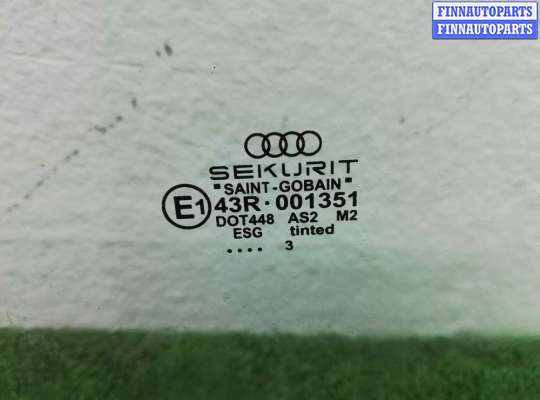 FINNAUTOPARTS
FINNAUTOPARTS
SEKURIT
"SAINT-GOBAIN"
E1 43R·001351
DOT448 AS2 M2
ESG tinted
.... 3